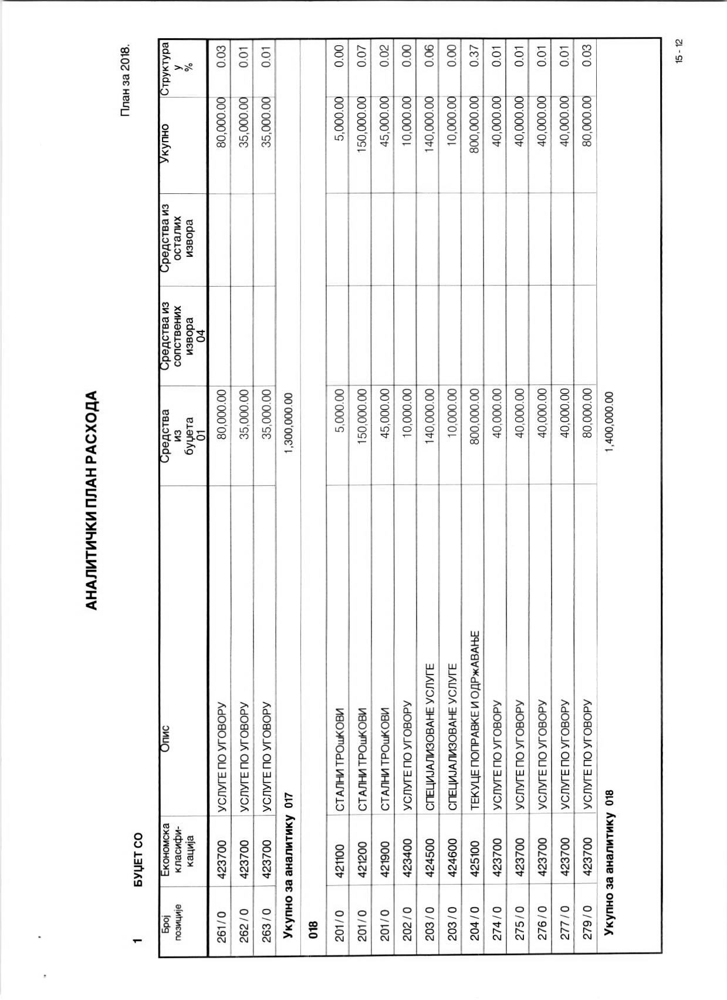 АНАЛИТИЧКИ ПЛАН РАСХОДА
План за 2018.
1 БУЏЕТ СО
Број позиције Економска класифи-кација Опис Средства из буџета 01 Средства из сопствених извора 04 Средства из осталих извора Укупно Структура у %
261 / 0 423700 УСЛУГЕ ПО УГОВОРУ 80,000.00 80,000.00 0.03
262 / 0 423700 УСЛУГЕ ПО УГОВОРУ 35,000.00 35,000.00 0.01
263 / 0 423700 УСЛУГЕ ПО УГОВОРУ 35,000.00 35,000.00 0.01
Укупно за аналитику 017 1,300,000.00
018
201 / 0 421100 СТАЛНИ ТРОшКОВИ 5,000.00 5,000.00 0.00
201 / 0 421200 СТАЛНИ ТРОшКОВИ 150,000.00 150,000.00 0.07
201 / 0 421900 СТАЛНИ ТРОшКОВИ 45,000.00 45,000.00 0.02
202 / 0 423400 УСЛУГЕ ПО УГОВОРУ 10,000.00 10,000.00 0.00
203 / 0 424500 СПЕЦИЈАЛИЗОВАНЕ УСЛУГЕ 140,000.00 140,000.00 0.06
203 / 0 424600 СПЕЦИЈАЛИЗОВАНЕ УСЛУГЕ 10,000.00 10,000.00 0.00
204 / 0 425100 ТЕКУЦЕ ПОПРАВКЕ И ОДРжАВАЊЕ 800,000.00 800,000.00 0.37
274 / 0 423700 УСЛУГЕ ПО УГОВОРУ 40,000.00 40,000.00 0.01
275 / 0 423700 УСЛУГЕ ПО УГОВОРУ 40,000.00 40,000.00 0.01
276 / 0 423700 УСЛУГЕ ПО УГОВОРУ 40,000.00 40,000.00 0.01
277 / 0 423700 УСЛУГЕ ПО УГОВОРУ 40,000.00 40,000.00 0.01
279 / 0 423700 УСЛУГЕ ПО УГОВОРУ 80,000.00 80,000.00 0.03
Укупно за аналитику 018 1,400,000.00
15 - 12